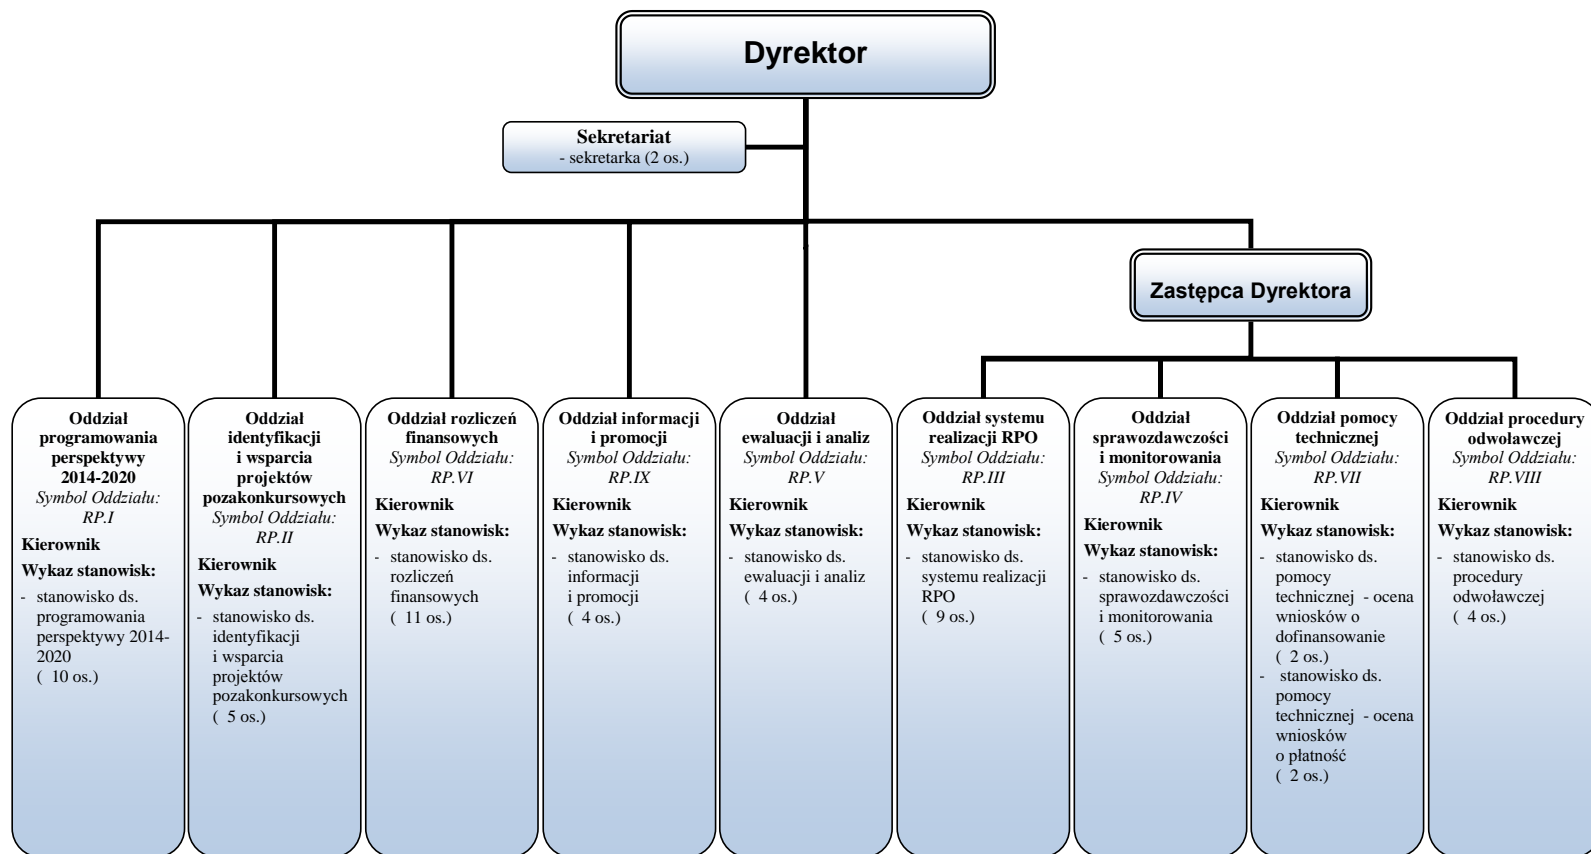 Dyrektor
Sekretariat
- sekretarka (2 os.)
Zastępca Dyrektora
Oddział
programowania
perspektywy
2014-2020
Symbol Oddziału:
RP.I
Kierownik
Wykaz stanowisk:
- stanowisko ds.
programowania
perspektywy 2014-
2020
( 10 os.)
Oddział
identyfikacji
i wsparcia
projektów
pozakonkursowych
Symbol Oddziału:
RP.II
Kierownik
Wykaz stanowisk:
- stanowisko ds.
identyfikacji
i wsparcia
projektów
pozakonkursowych
( 5 os.)
Oddział rozliczeń
finansowych
Symbol Oddziału:
RP.VI
Kierownik
Wykaz stanowisk:
- stanowisko ds.
rozliczeń
finansowych
( 11 os.)
Oddział informacji
i promocji
Symbol Oddziału:
RP.IX
Kierownik
Wykaz stanowisk:
- stanowisko ds.
informacji
i promocji
( 4 os.)
Oddział
ewaluacji i analiz
Symbol Oddziału:
RP.V
Kierownik
Wykaz stanowisk:
- stanowisko ds.
ewaluacji i analiz
( 4 os.)
Oddział systemu
realizacji RPO
Symbol Oddziału:
RP.III
Kierownik
Wykaz stanowisk:
- stanowisko ds.
systemu realizacji
RPO
( 9 os.)
Oddział
sprawozdawczości
i monitorowania
Symbol Oddziału:
RP.IV
Kierownik
Wykaz stanowisk:
- stanowisko ds.
sprawozdawczości
i monitorowania
( 5 os.)
Oddział pomocy
technicznej
Symbol Oddziału:
RP.VII
Kierownik
Wykaz stanowisk:
- stanowisko ds.
pomocy
technicznej - ocena
wniosków o
dofinansowanie
( 2 os.)
- stanowisko ds.
pomocy
technicznej - ocena
wniosków
o płatność
( 2 os.)
Oddział procedury
odwoławczej
Symbol Oddziału:
RP.VIII
Kierownik
Wykaz stanowisk:
- stanowisko ds.
procedury
odwoławczej
( 4 os.)